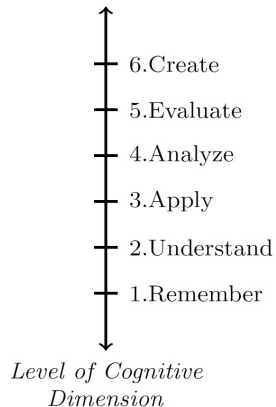 6.Create
5.Evaluate
4.Analyze
3.Apply
2.Understand
1.Remember
Level of Cognitive
Dimension